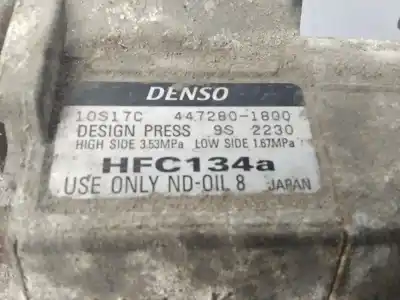 DENSO
10S17C 447280-1800
DESIGN PRESS 9S 2230
HIGH SIDE 3.53MPa LOW SIDE 1.67MPa
HFC134a
USE ONLY ND-OIL 8 JAPAN